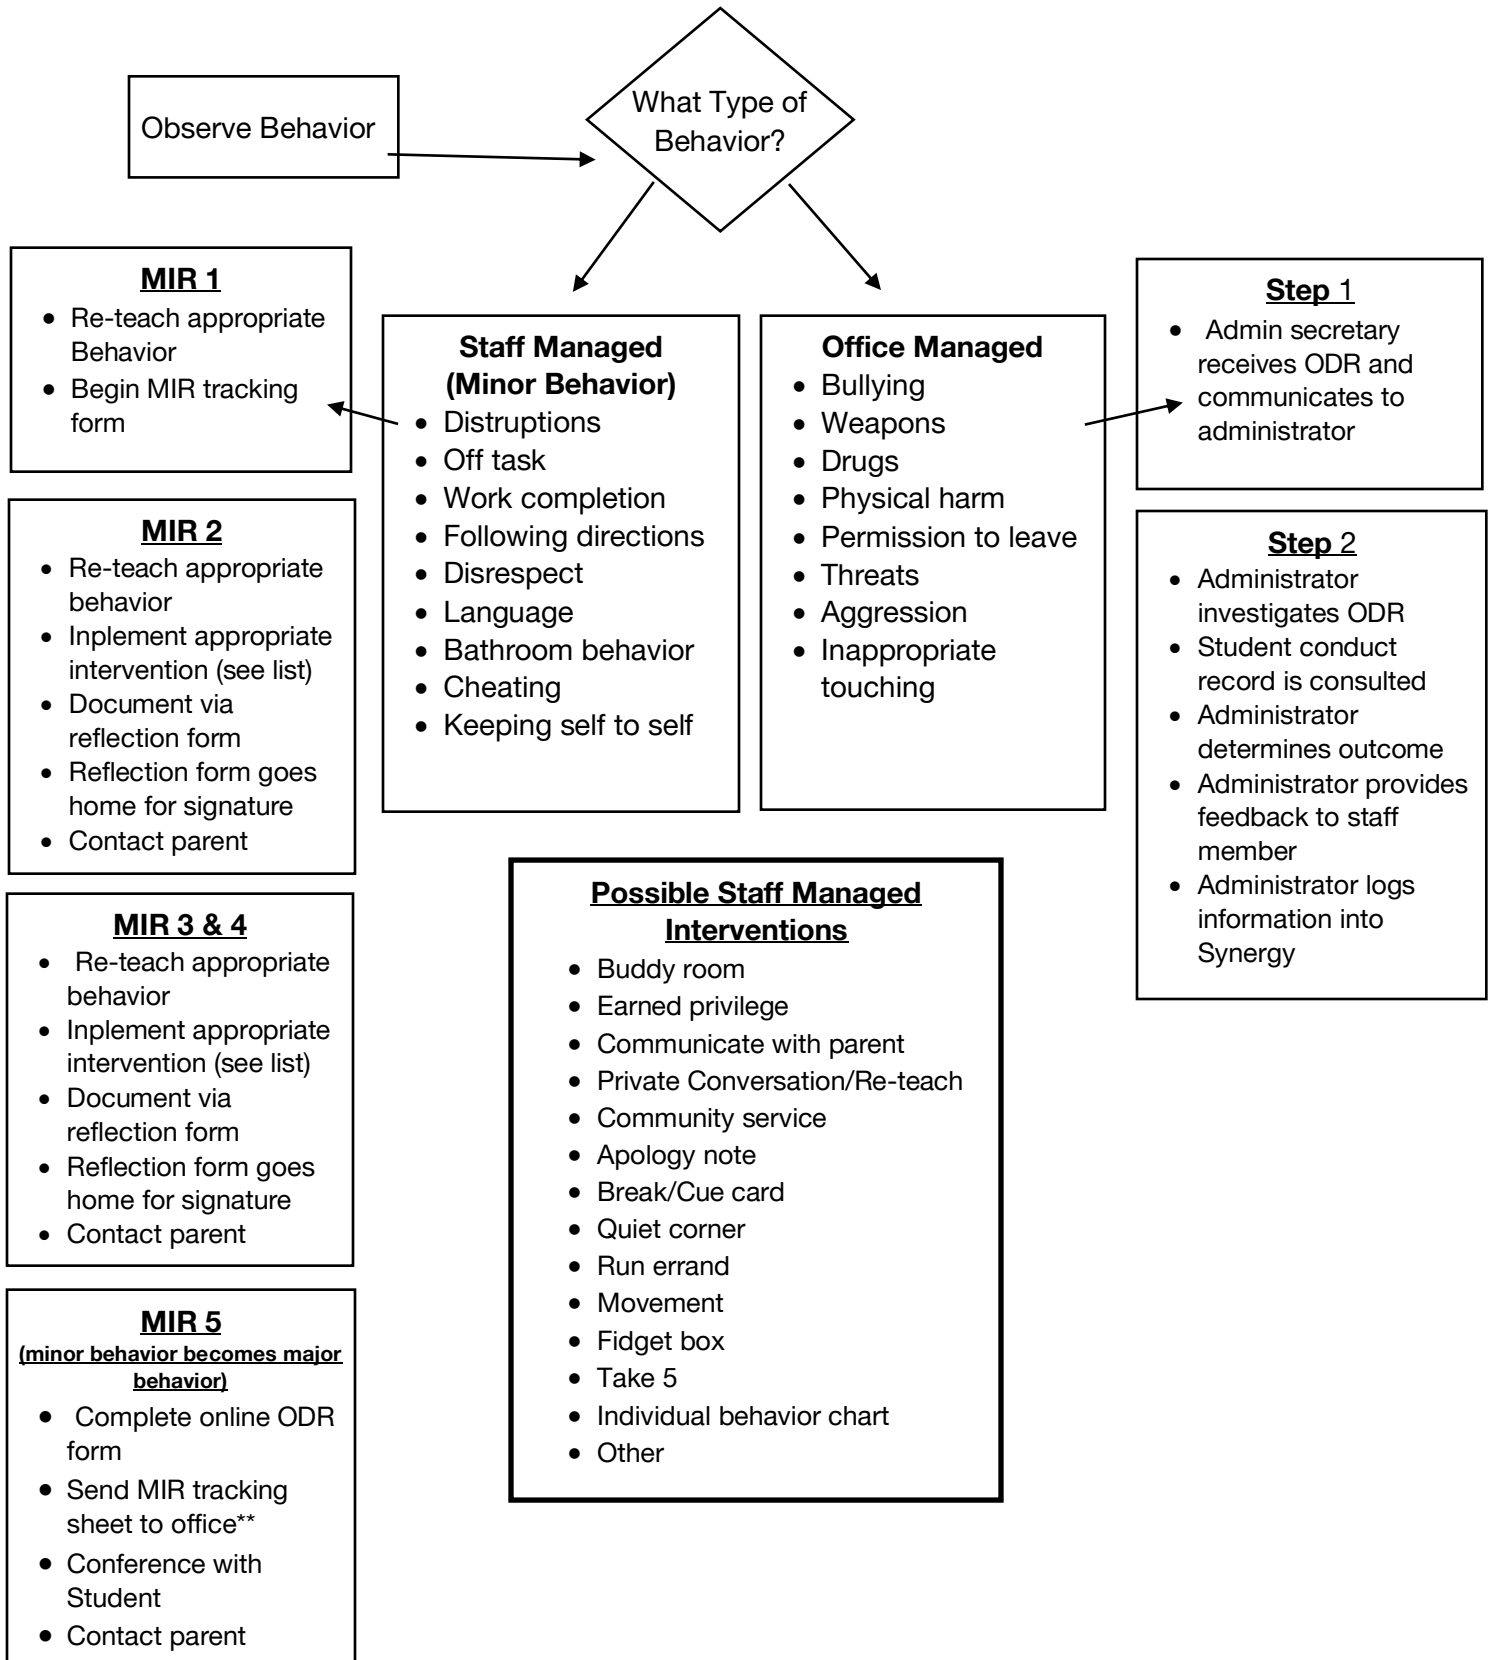 Observe Behavior
What Type of
Behavior?
MIR 1
• Re-teach appropriate
Behavior
• Begin MIR tracking
form
MIR 2
• Re-teach appropriate
behavior
• Inplement appropriate
intervention (see list)
• Document via
reflection form
• Reflection form goes
home for signature
• Contact parent
MIR 3 & 4
• Re-teach appropriate
behavior
• Inplement appropriate
intervention (see list)
• Document via
reflection form
• Reflection form goes
home for signature
• Contact parent
MIR 5
(minor behavior becomes major
behavior)
• Complete online ODR
form
• Send MIR tracking
sheet to office**
• Conference with
Student
• Contact parent
Staff Managed
(Minor Behavior)
• Distruptions
• Off task
• Work completion
• Following directions
• Disrespect
• Language
• Bathroom behavior
• Cheating
• Keeping self to self
Office Managed
• Bullying
• Weapons
• Drugs
• Physical harm
• Permission to leave
• Threats
• Aggression
• Inappropriate
touching
Step 1
• Admin secretary
receives ODR and
communicates to
administrator
Step 2
• Administrator
investigates ODR
• Student conduct
record is consulted
• Administrator
determines outcome
• Administrator provides
feedback to staff
member
• Administrator logs
information into
Synergy
Possible Staff Managed
Interventions
• Buddy room
• Earned privilege
• Communicate with parent
• Private Conversation/Re-teach
• Community service
• Apology note
• Break/Cue card
• Quiet corner
• Run errand
• Movement
• Fidget box
• Take 5
• Individual behavior chart
• Other